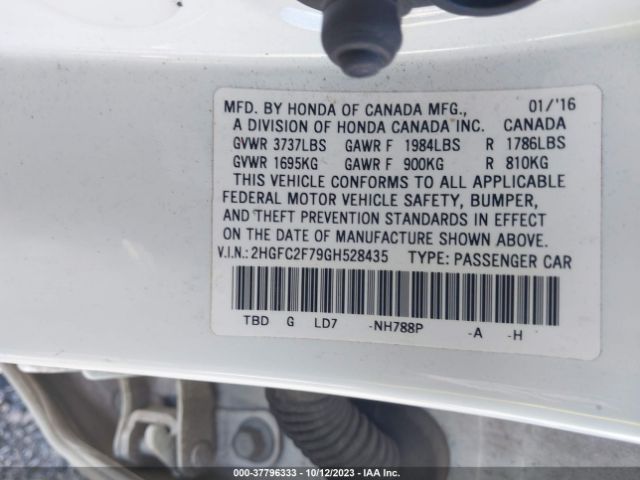 MFD. BY HONDA OF CANADA MFG., 01/'16
A DIVISION OF HONDA CANADA INC. CANADA
GVWR 3737LBS GAWR F 1984LBS R 1786LBS
GVWR 1695KG GAWR F 900KG R 810KG
THIS VEHICLE CONFORMS TO ALL APPLICABLE
FEDERAL MOTOR VEHICLE SAFETY, BUMPER,
AND THEFT PREVENTION STANDARDS IN EFFECT
ON THE DATE OF MANUFACTURE SHOWN ABOVE.
V.I.N.: 2HGFC2F79GH528435 TYPE: PASSENGER CAR
TBD G LD7 -NH788P -A -H
000-37796333 - 10/12/2023 - IAA Inc.